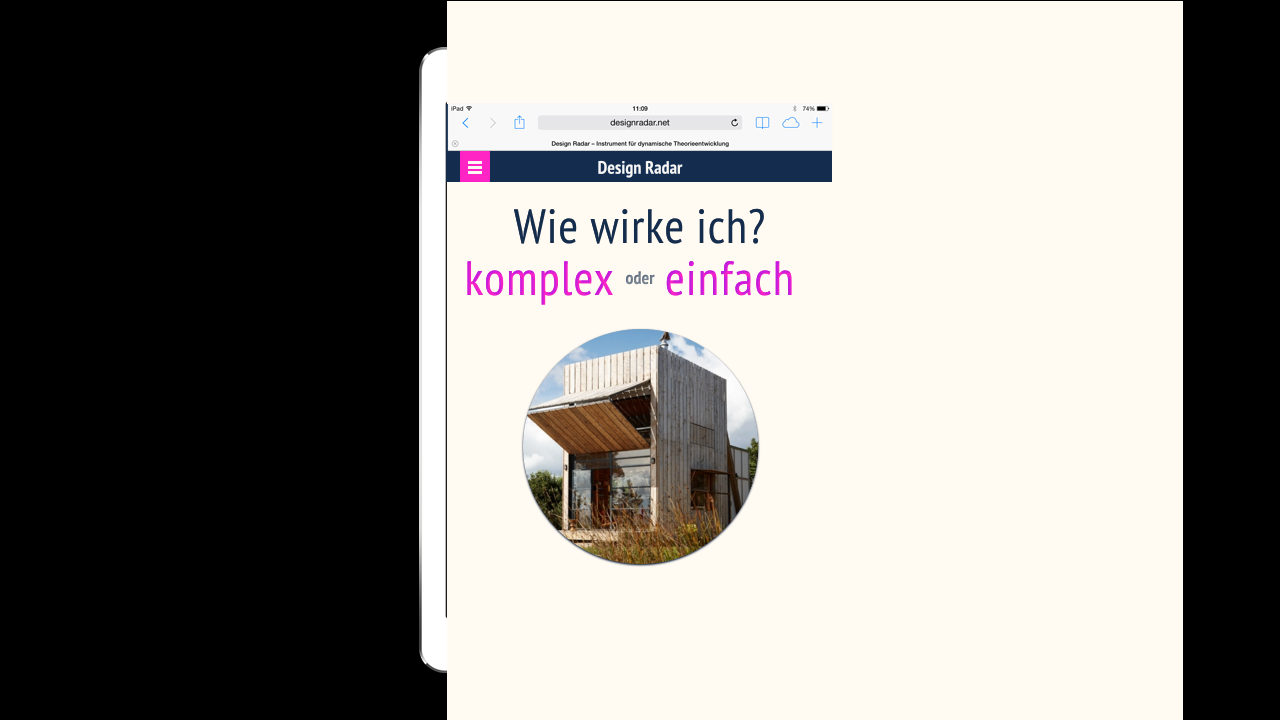 iPad 11:09 74%
designradar.net
Design Radar – Instrument für dynamische Theorieentwicklung
Design Radar
Wie wirke ich?
komplex oder einfach